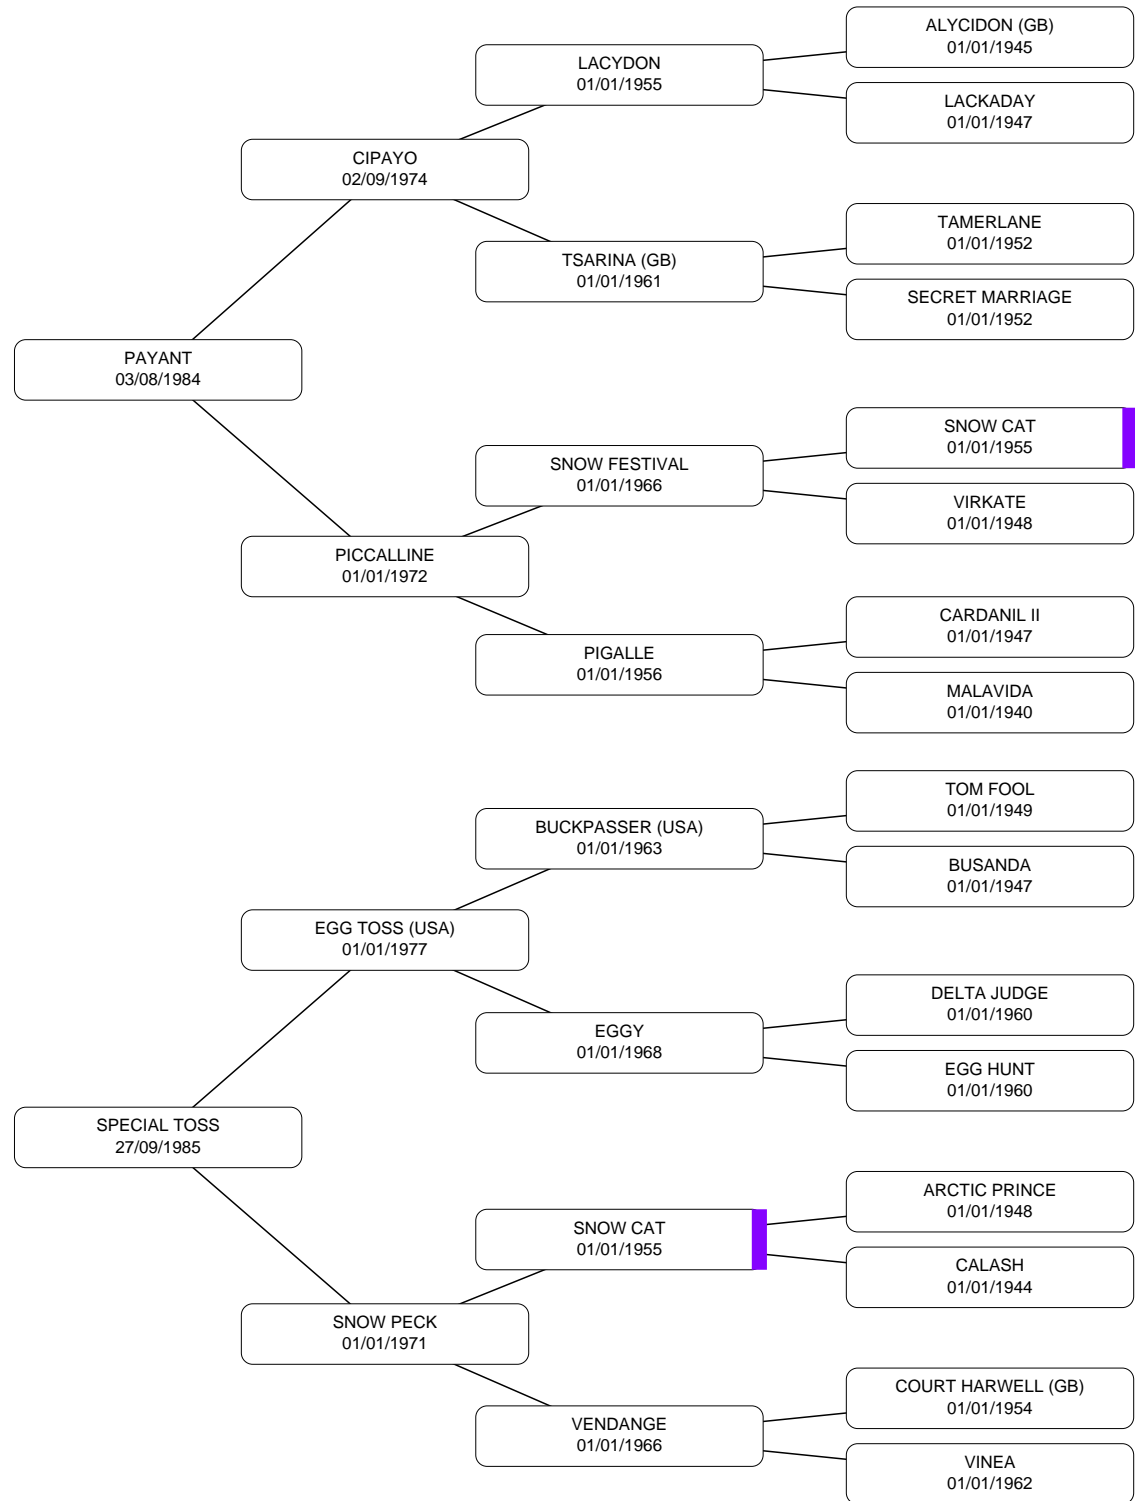 ALYCIDON (GB)
01/01/1945
LACYDON
01/01/1955
LACKADAY
01/01/1947
CIPAYO
02/09/1974
TAMERLANE
01/01/1952
TSARINA (GB)
01/01/1961
SECRET MARRIAGE
01/01/1952
PAYANT
03/08/1984
SNOW CAT
01/01/1955
SNOW FESTIVAL
01/01/1966
VIRKATE
01/01/1948
PICCALLINE
01/01/1972
CARDANIL II
01/01/1947
PIGALLE
01/01/1956
MALAVIDA
01/01/1940
TOM FOOL
01/01/1949
BUCKPASSER (USA)
01/01/1963
BUSANDA
01/01/1947
EGG TOSS (USA)
01/01/1977
DELTA JUDGE
01/01/1960
EGGY
01/01/1968
EGG HUNT
01/01/1960
SPECIAL TOSS
27/09/1985
ARCTIC PRINCE
01/01/1948
SNOW CAT
01/01/1955
CALASH
01/01/1944
SNOW PECK
01/01/1971
COURT HARWELL (GB)
01/01/1954
VENDANGE
01/01/1966
VINEA
01/01/1962